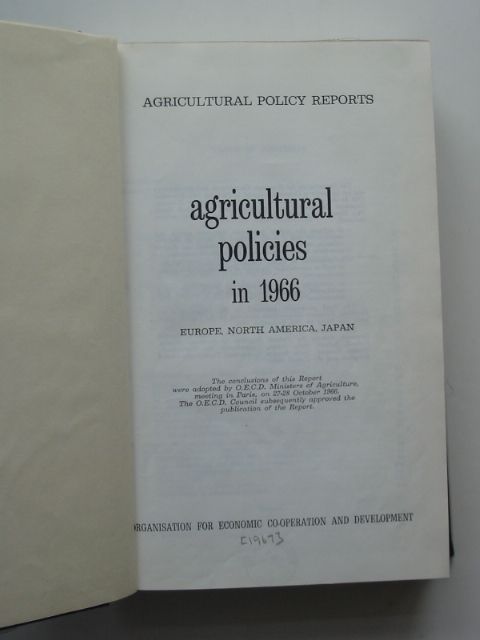 AGRICULTURAL POLICY REPORTS
agricultural
policies
in 1966
EUROPE, NORTH AMERICA, JAPAN
The conclusions of this Report
were adopted by O.E.C.D. Ministers of Agriculture,
meeting in Paris, on 27-28 October 1966.
The O.E.C.D. Council subsequently approved the
publication of the Report.
ORGANISATION FOR ECONOMIC CO-OPERATION AND DEVELOPMENT
[1967]